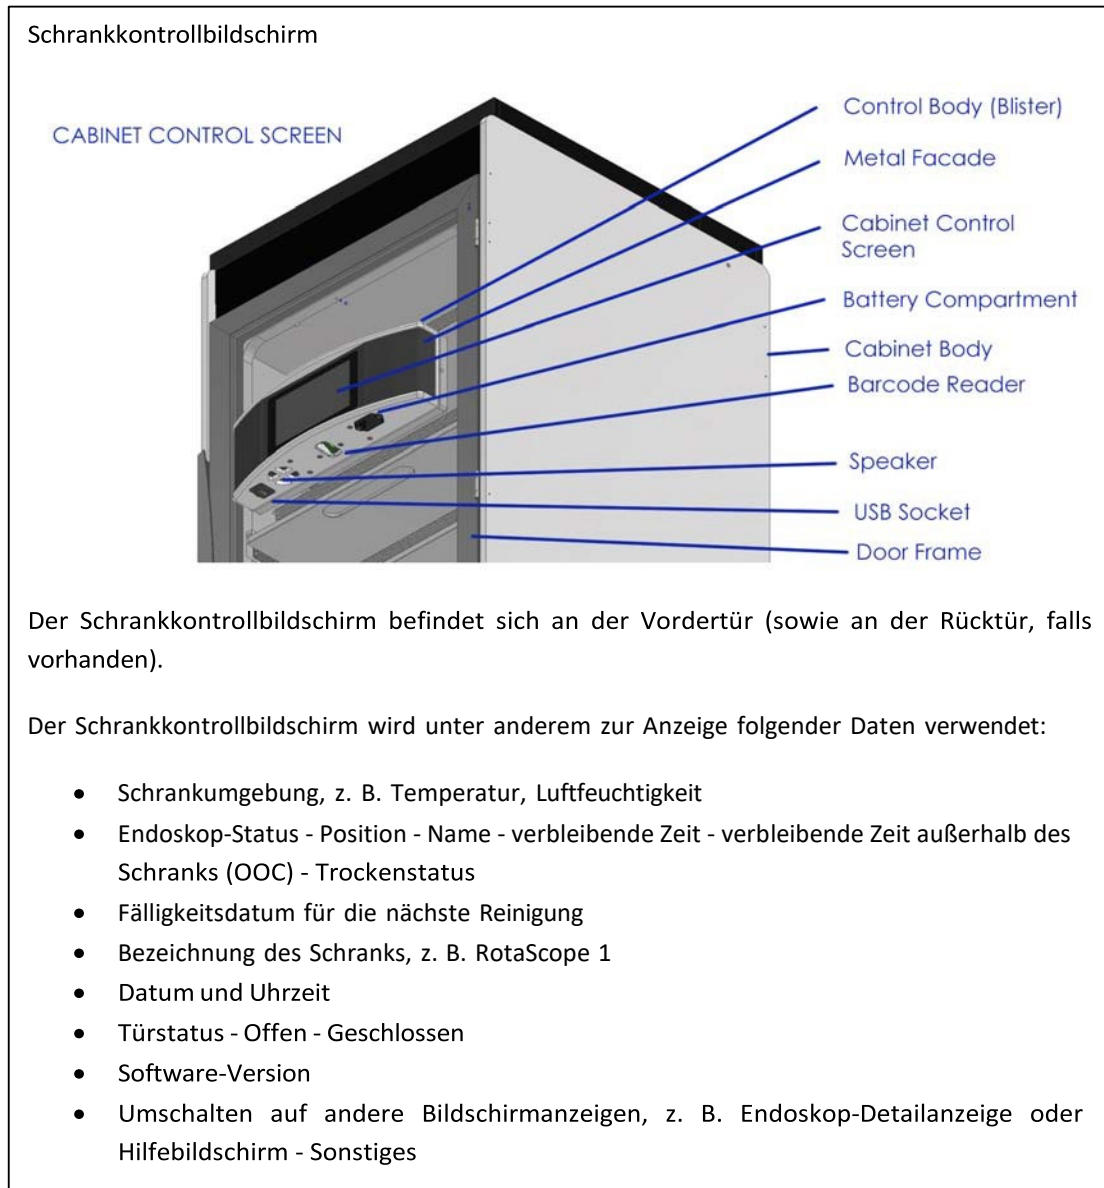 Schrankkontrollbildschirm
CABINET CONTROL SCREEN
Control Body (Blister)
Metal Facade
Cabinet Control
Screen
Battery Compartment
Cabinet Body
Barcode Reader
Speaker
USB Socket
Door Frame
Der Schrankkontrollbildschirm befindet sich an der Vordertür (sowie an der Rücktür, falls
vorhanden).
Der Schrankkontrollbildschirm wird unter anderem zur Anzeige folgender Daten verwendet:
• Schrankumgebung, z. B. Temperatur, Luftfeuchtigkeit
• Endoskop-Status - Position - Name - verbleibende Zeit - verbleibende Zeit außerhalb des
Schranks (OOC) - Trockenstatus
• Fälligkeitsdatum für die nächste Reinigung
• Bezeichnung des Schranks, z. B. RotaScope 1
• Datum und Uhrzeit
• Türstatus - Offen - Geschlossen
• Software-Version
• Umschalten auf andere Bildschirmanzeigen, z. B. Endoskop-Detailanzeige oder
Hilfebildschirm - Sonstiges